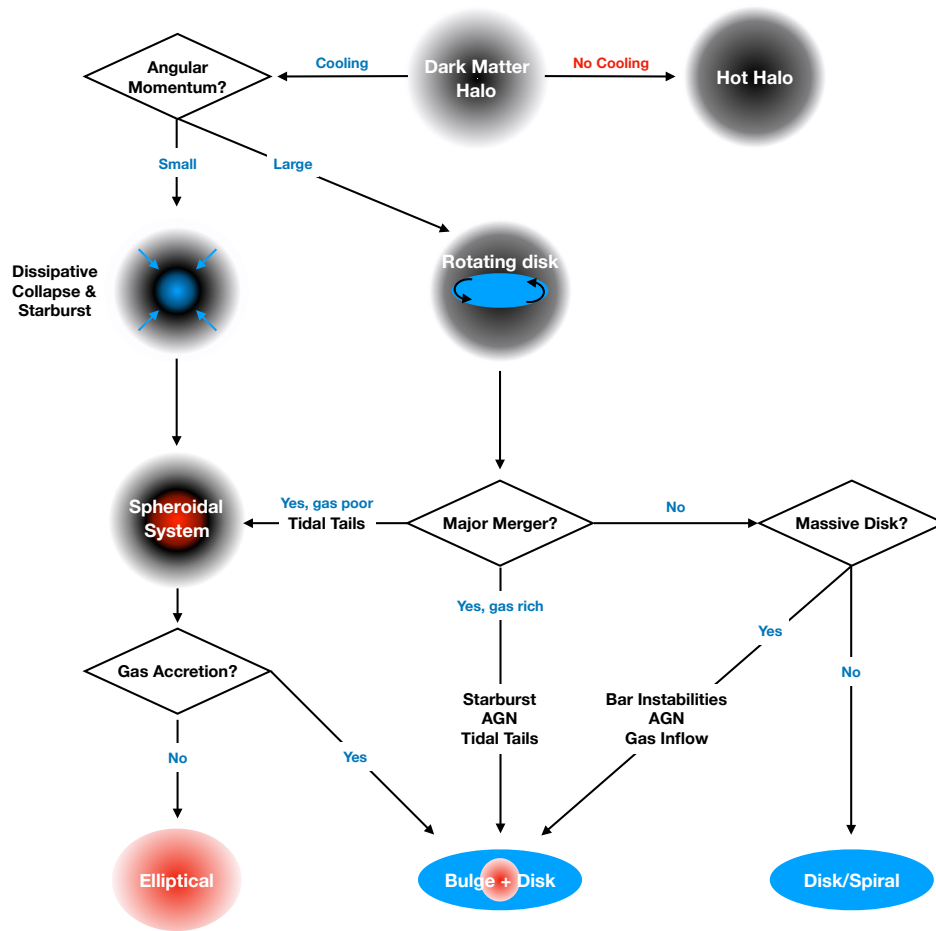 Angular
Momentum?
Cooling
Dark Matter
Halo
No Cooling
Hot Halo
Small
Large
Dissipative
Collapse &
Starburst
Rotating disk
Spheroidal
System
Yes, gas poor
Tidal Tails
Major Merger?
No
Massive Disk?
Yes, gas rich
Yes
No
Gas Accretion?
Starburst
AGN
Tidal Tails
Bar Instabilities
AGN
Gas Inflow
No
Yes
Elliptical
Bulge + Disk
Disk/Spiral